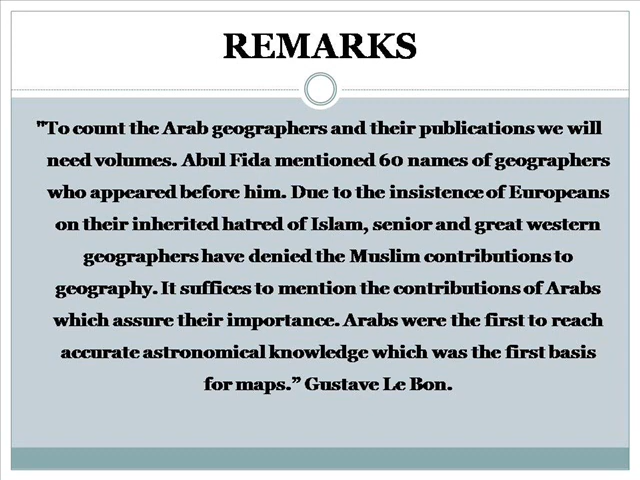 REMARKS
"To count the Arab geographers and their publications we will
need volumes. Abul Fida mentioned 60 names of geographers
who appeared before him. Due to the insistence of Europeans
on their inherited hatred of Islam, senior and great western
geographers have denied the Muslim contributions to
geography. It suffices to mention the contributions of Arabs
which assure their importance. Arabs were the first to reach
accurate astronomical knowledge which was the first basis
for maps.” Gustave Le Bon.